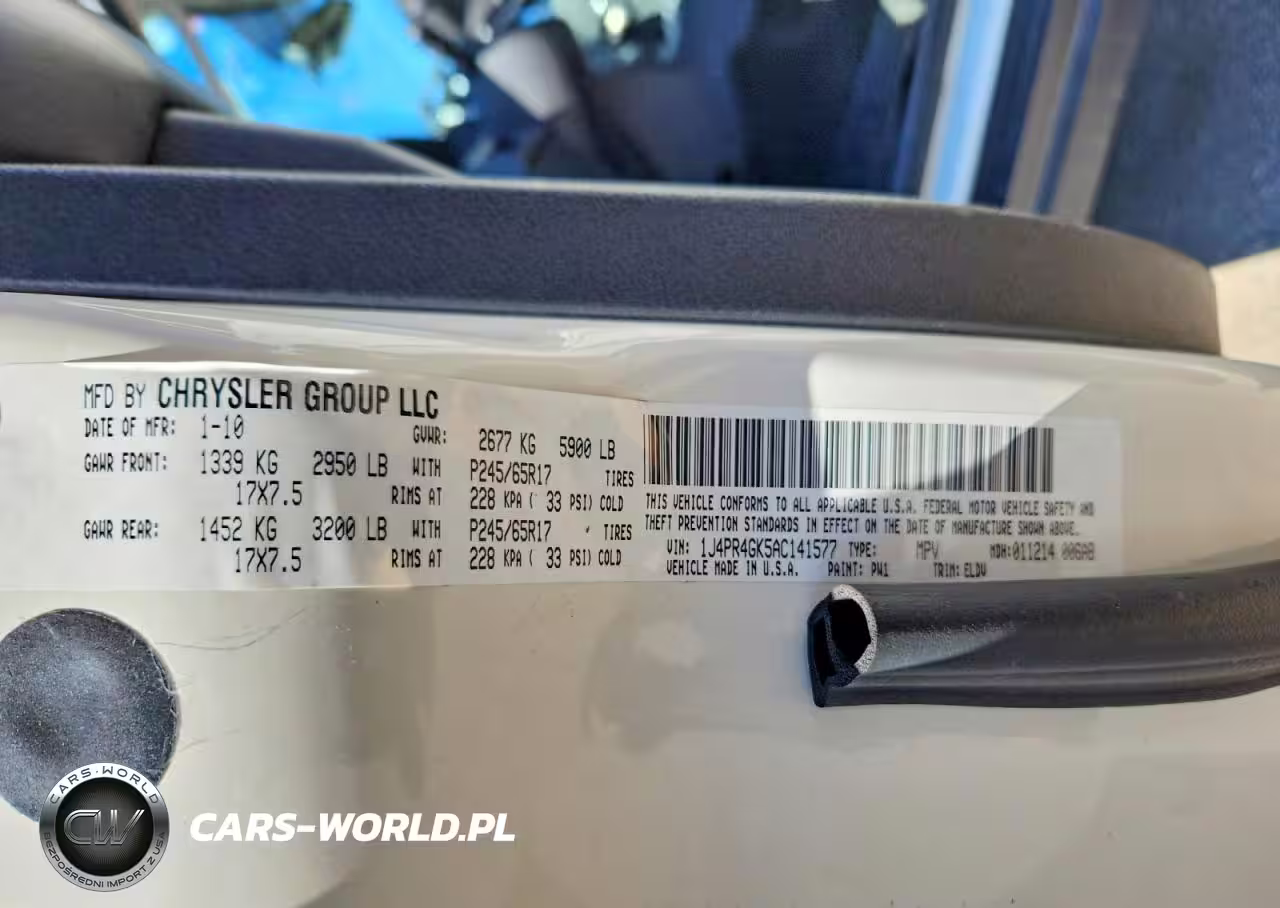 MFD BY CHRYSLER GROUP LLC
DATE OF MFR: 1-10 GVWR: 2677 KG 5900 LB
GAWR FRONT: 1339 KG 2950 LB WITH P245/65R17 TIRES
17X7.5 RIMS AT 228 KPA ( 33 PSI) COLD
GAWR REAR: 1452 KG 3200 LB WITH P245/65R17 TIRES
17X7.5 RIMS AT 228 KPA ( 33 PSI) COLD
THIS VEHICLE CONFORMS TO ALL APPLICABLE U.S.A. FEDERAL MOTOR VEHICLE SAFETY AND
THEFT PREVENTION STANDARDS IN EFFECT ON THE DATE OF MANUFACTURE SHOWN ABOVE.
VIN: 1J4PR4GK5AC141577 TYPE: MPV MDH:011214 006AB
VEHICLE MADE IN U.S.A. PAINT: PW1 TRIM: ELDV
CARS-WORLD
CW
BEZPOŚREDNI IMPORT Z USA
CARS-WORLD.PL